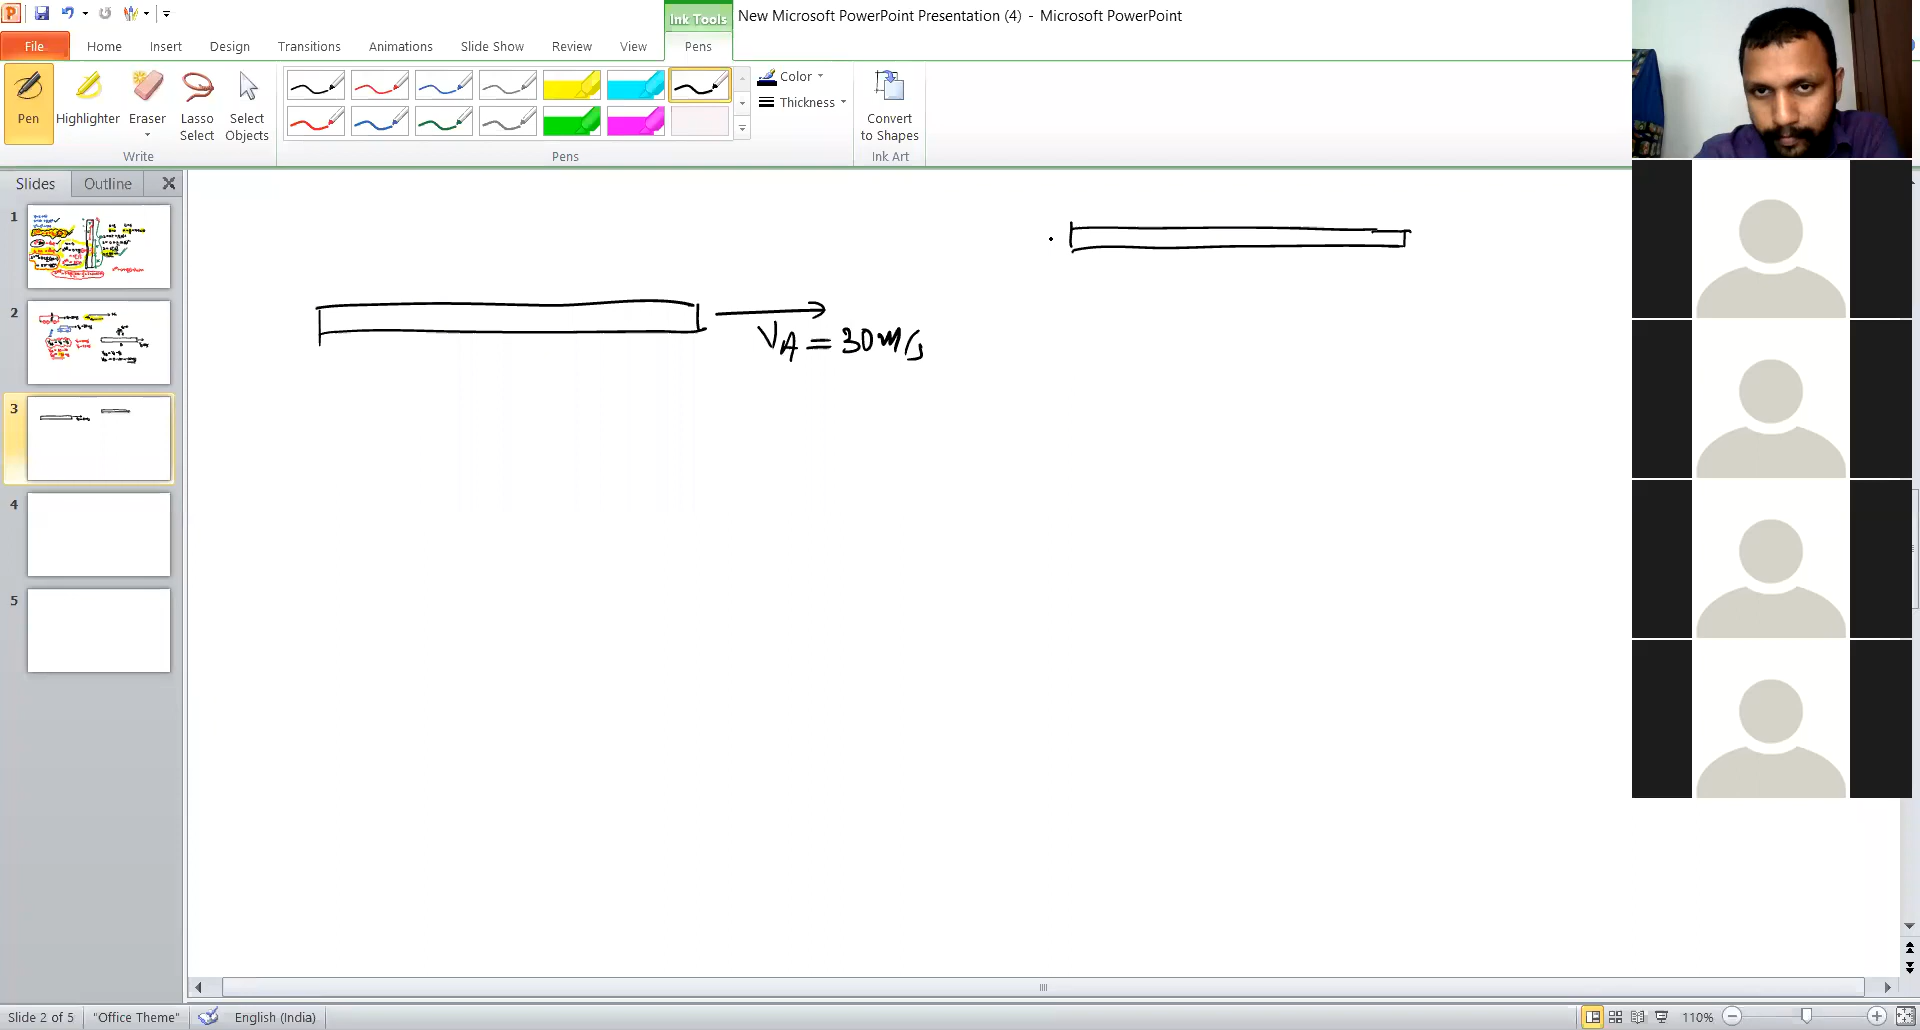 New Microsoft PowerPoint Presentation (4) - Microsoft PowerPoint
Ink Tools
File Home Insert Design Transitions Animations Slide Show Review View Pens
Pen Highlighter Eraser Lasso Select Select Objects
Color
Thickness
Convert to Shapes
Write Pens Ink Art
Slides Outline
1
2
3
4
5
V_A = 30 m/s
Slide 2 of 5 "Office Theme" English (India) 110%